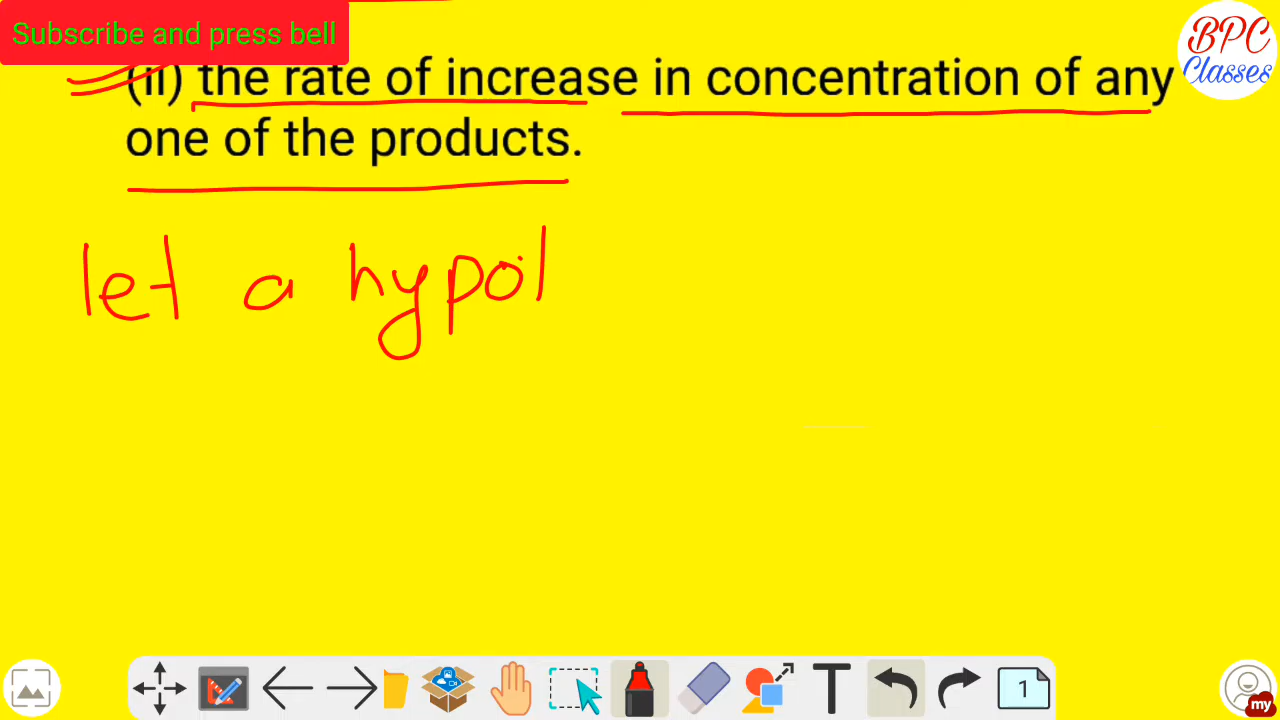 Subscribe and press bell
BPC
Classes
(ii) the rate of increase in concentration of any
one of the products.
let a hypot
1
my